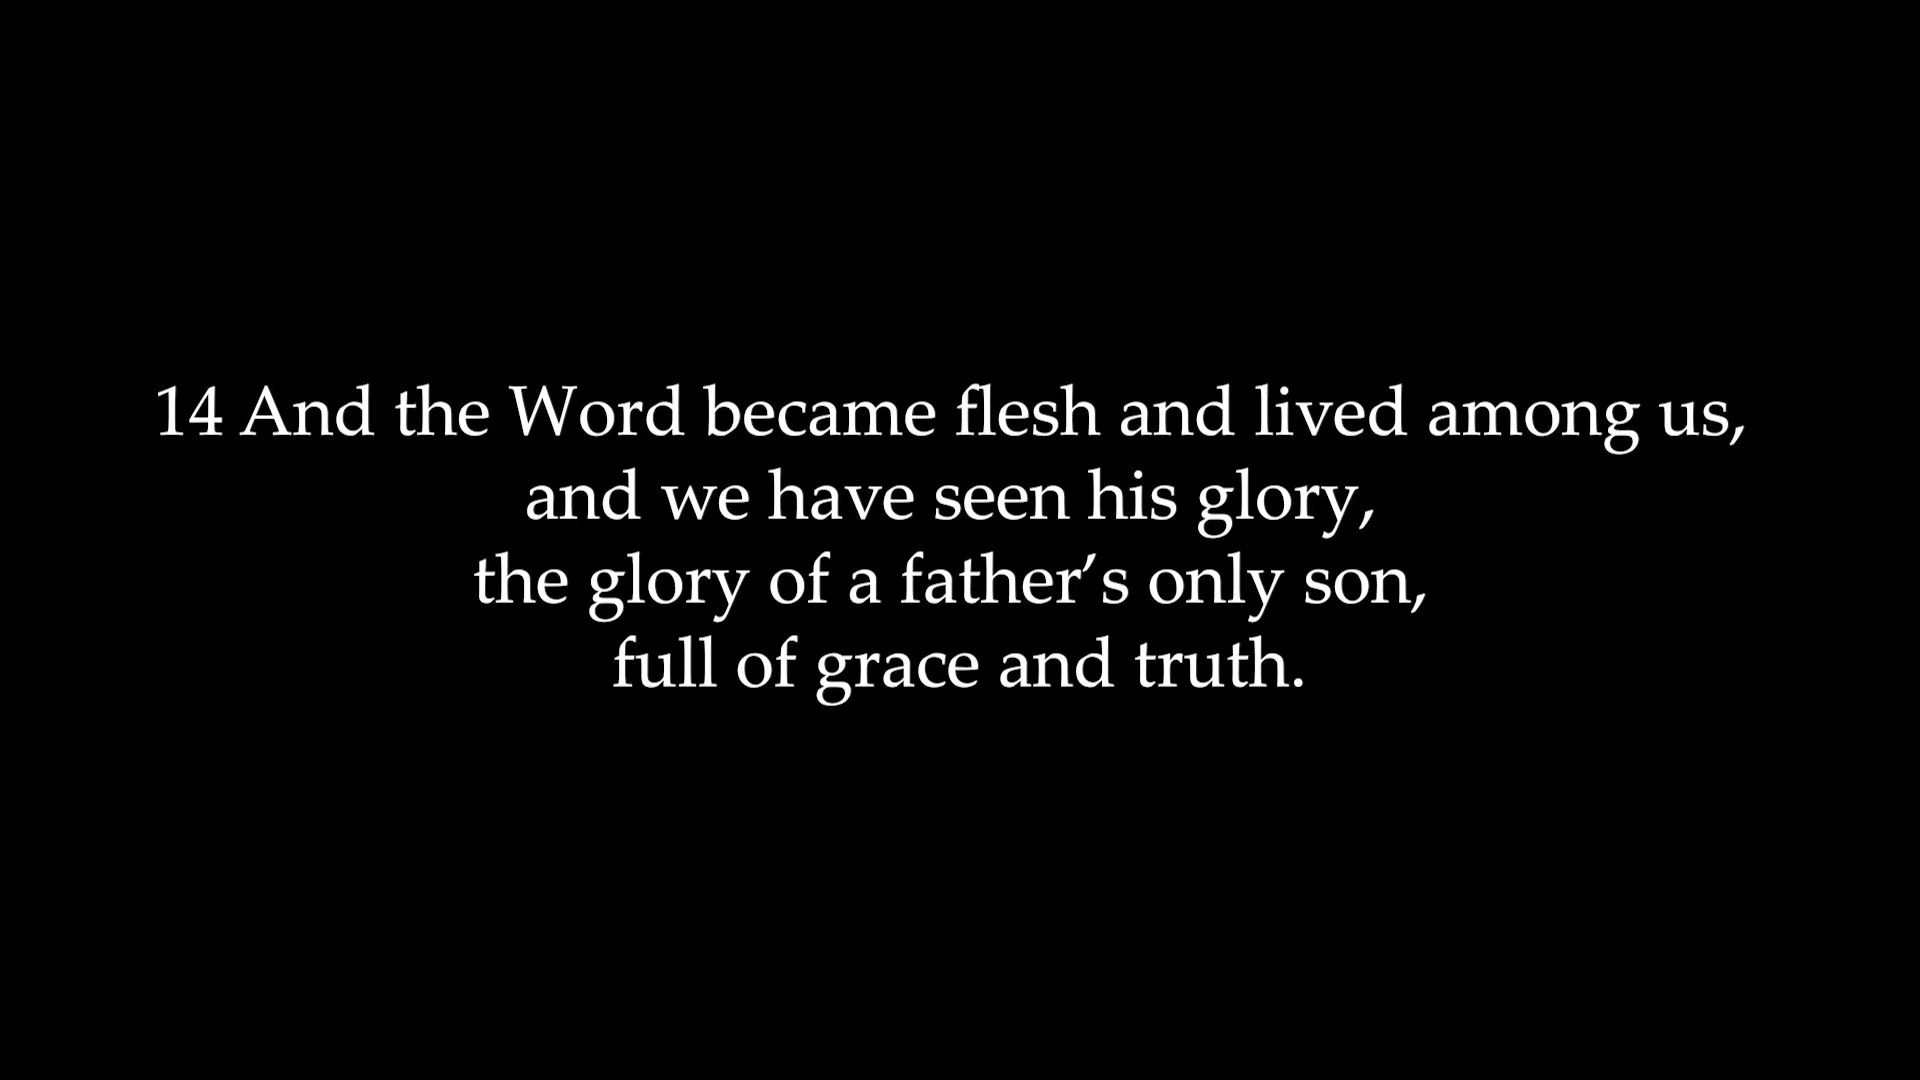 14 And the Word became flesh and lived among us,
and we have seen his glory,
the glory of a father’s only son,
full of grace and truth.